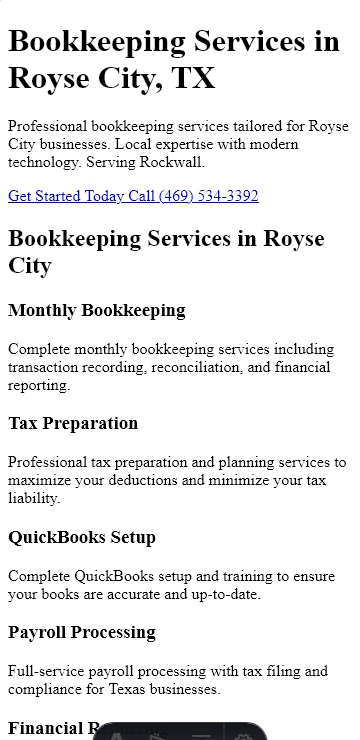 Bookkeeping Services in
Royse City, TX
Professional bookkeeping services tailored for Royse
City businesses. Local expertise with modern
technology. Serving Rockwall.
Get Started Today Call (469) 534-3392
Bookkeeping Services in Royse
City
Monthly Bookkeeping
Complete monthly bookkeeping services including
transaction recording, reconciliation, and financial
reporting.
Tax Preparation
Professional tax preparation and planning services to
maximize your deductions and minimize your tax
liability.
QuickBooks Setup
Complete QuickBooks setup and training to ensure
your books are accurate and up-to-date.
Payroll Processing
Full-service payroll processing with tax filing and
compliance for Texas businesses.
Financial